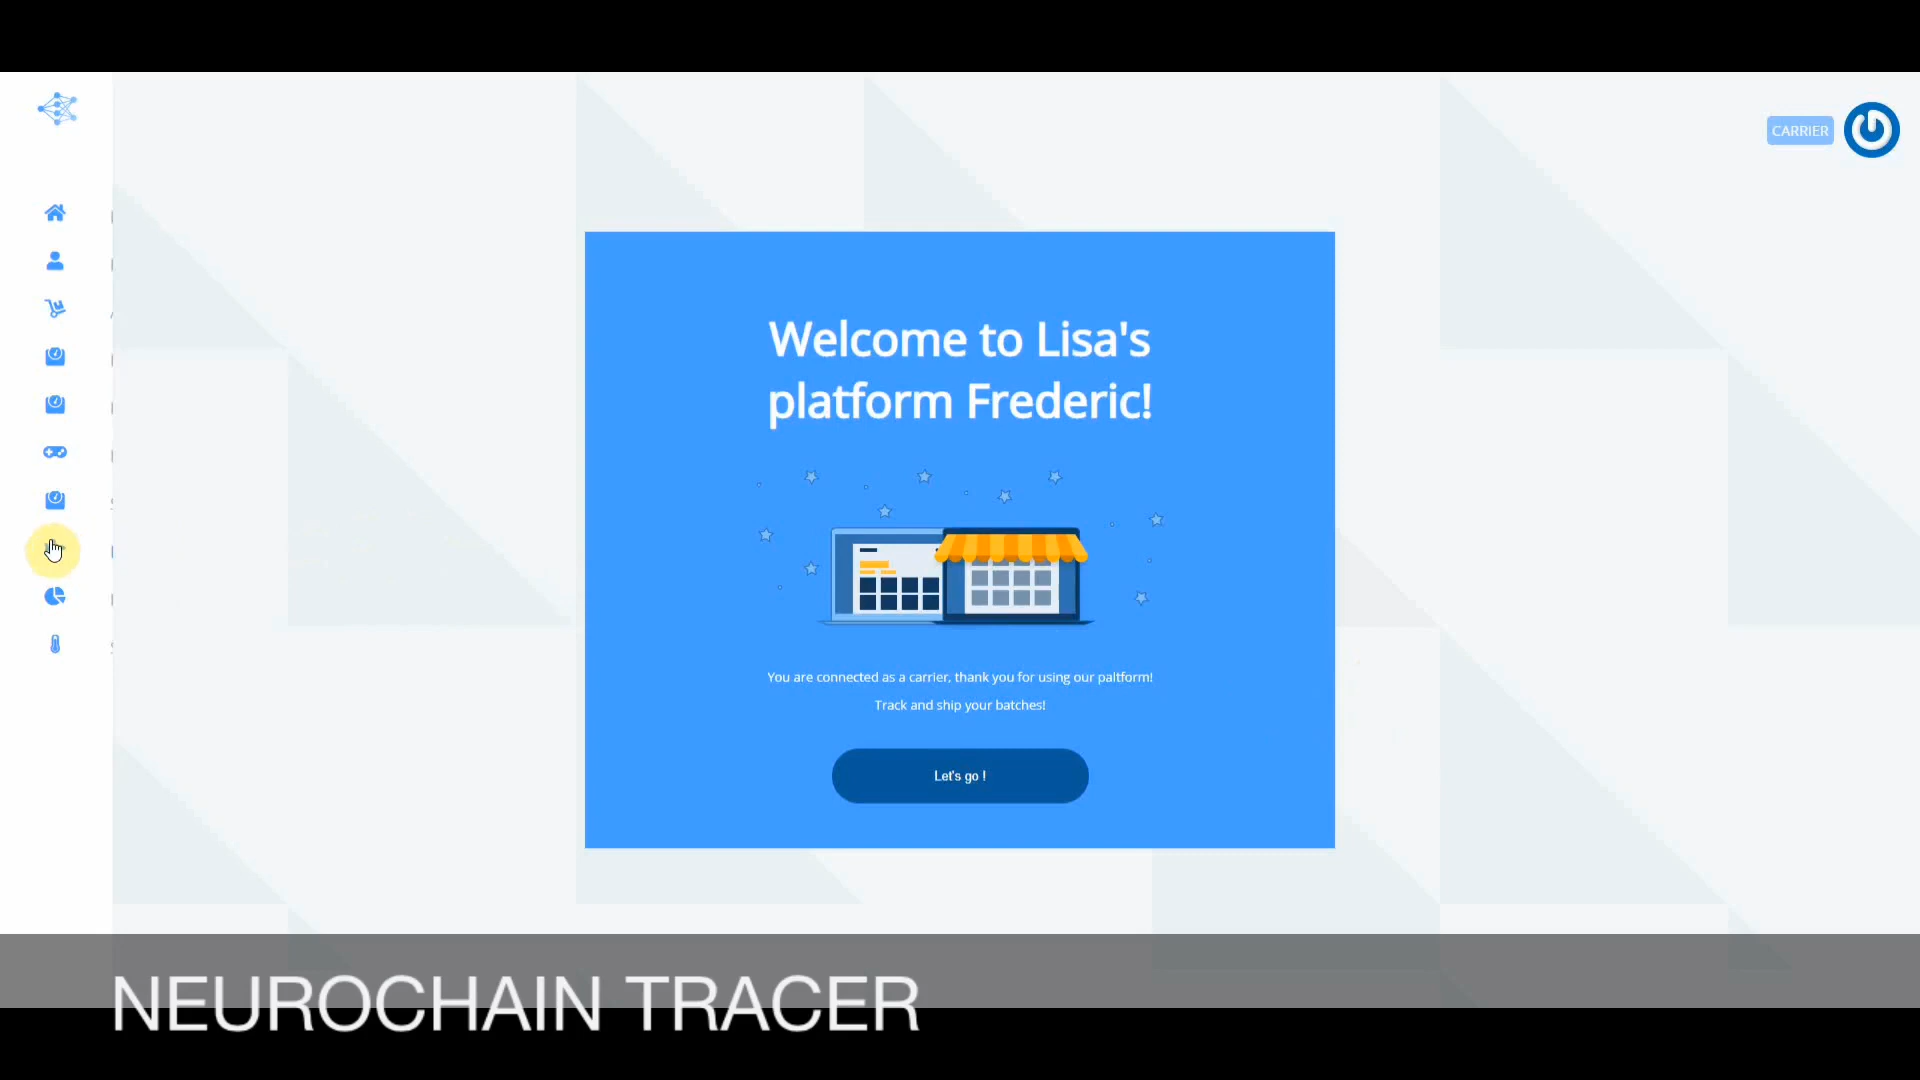 CARRIER
Welcome to Lisa's
platform Frederic!
You are connected as a carrier, thank you for using our paltform!
Track and ship your batches!
Let's go !
NEUROCHAIN TRACER